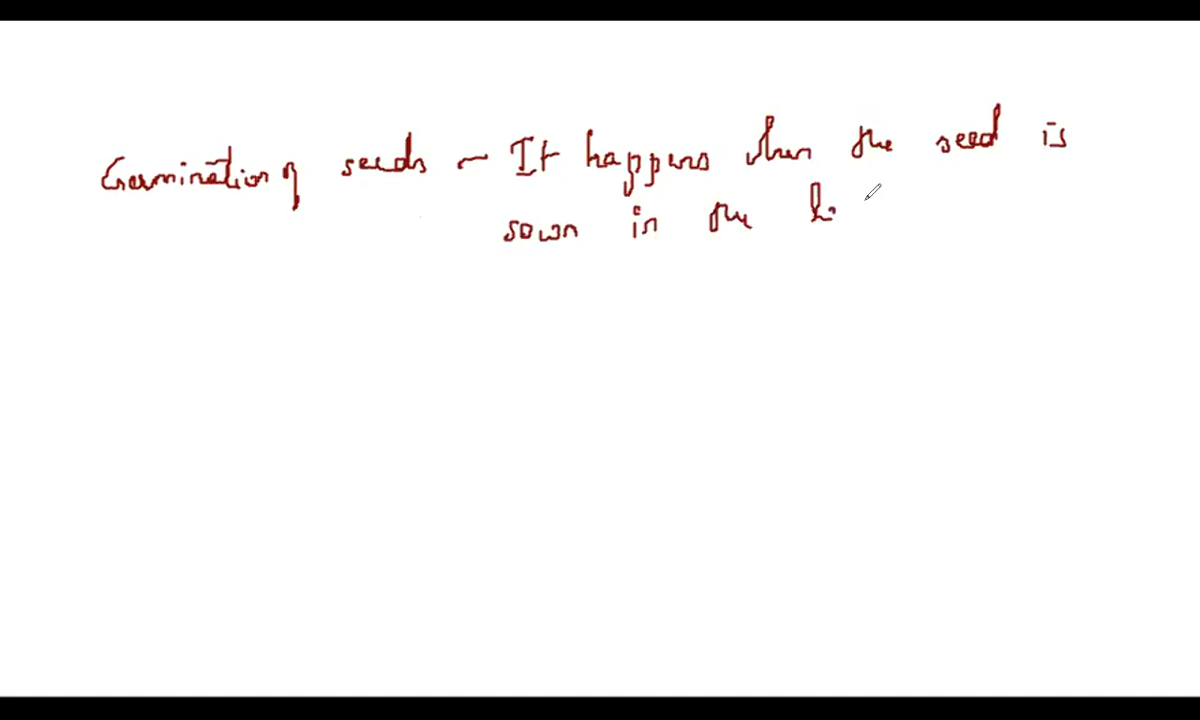 Germination of seeds - It happens when the seed is
sown in the